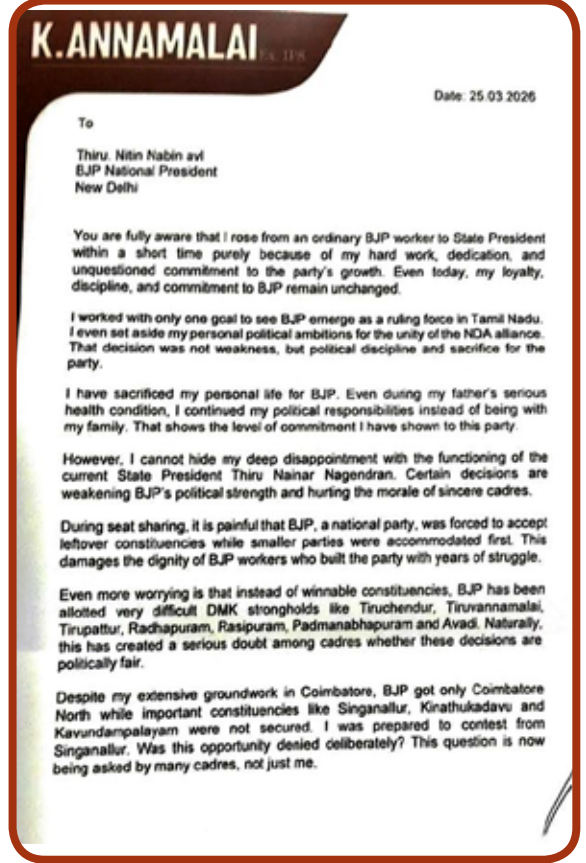 K.ANNAMALAI Ex. IPS
Date: 25.03.2026
To
Thiru. Nitin Nabin avl
BJP National President
New Delhi
You are fully aware that I rose from an ordinary BJP worker to State President
within a short time purely because of my hard work, dedication, and
unquestioned commitment to the party's growth. Even today, my loyalty,
discipline, and commitment to BJP remain unchanged.
I worked with only one goal to see BJP emerge as a ruling force in Tamil Nadu.
I even set aside my personal political ambitions for the unity of the NDA alliance.
That decision was not weakness, but political discipline and sacrifice for the
party.
I have sacrificed my personal life for BJP. Even during my father's serious
health condition, I continued my political responsibilities instead of being with
my family. That shows the level of commitment I have shown to this party.
However, I cannot hide my deep disappointment with the functioning of the
current State President Thiru Nainar Nagendran. Certain decisions are
weakening BJP's political strength and hurting the morale of sincere cadres.
During seat sharing, it is painful that BJP, a national party, was forced to accept
leftover constituencies while smaller parties were accommodated first. This
damages the dignity of BJP workers who built the party with years of struggle.
Even more worrying is that instead of winnable constituencies, BJP has been
allotted very difficult DMK strongholds like Tiruchendur, Tiruvannamalai,
Tirupattur, Radhapuram, Rasipuram, Padmanabhapuram and Avadi. Naturally,
this has created a serious doubt among cadres whether these decisions are
politically fair.
Despite my extensive groundwork in Coimbatore, BJP got only Coimbatore
North while important constituencies like Singanallur, Kinathukadavu and
Kavundampalayam were not secured. I was prepared to contest from
Singanallur. Was this opportunity denied deliberately? This question is now
being asked by many cadres, not just me.